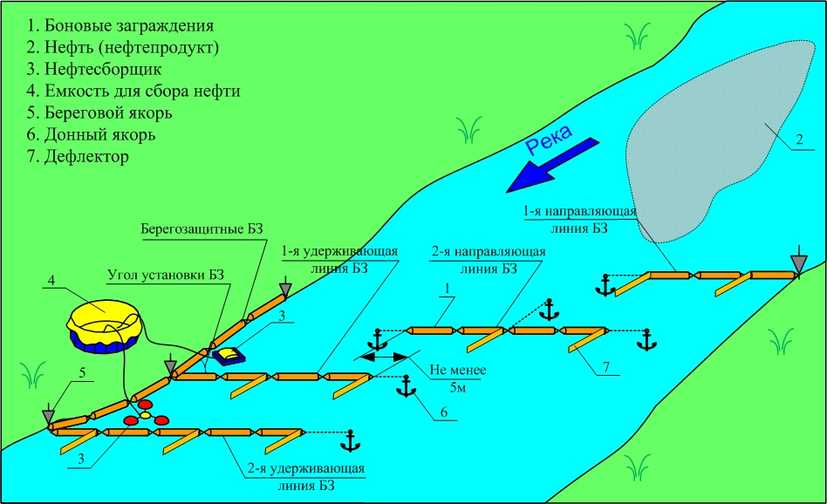 1. Боновые заграждения
2. Нефть (нефтепродукт)
3. Нефтесборщик
4. Емкость для сбора нефти
5. Береговой якорь
6. Донный якорь
7. Дефлектор
Река
2
1-я направляющая
линия БЗ
Берегозащитные БЗ
1-я удерживающая
линия БЗ
2-я направляющая
линия БЗ
Угол установки БЗ
4
3
1
Не менее
5м
7
5
6
3
2-я удерживающая
линия БЗ